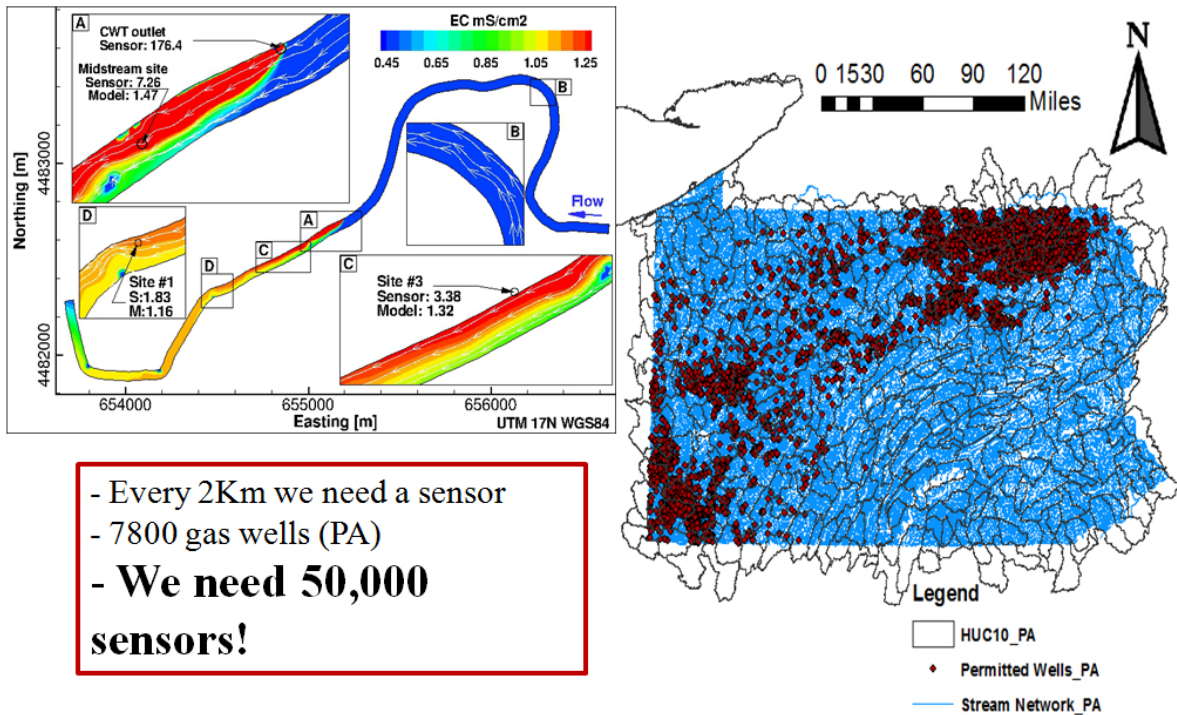 A
CWT outlet
Sensor: 176.4
Midstream site
Sensor: 7.26
Model: 1.47
EC mS/cm2
0.45 0.65 0.85 1.05 1.25
B
B
Flow
A
C
D
D
Site #1
S:1.83
M:1.16
C
Site #3
Sensor: 3.38
Model: 1.32
Northing [m]
4483000
4482000
654000 655000 656000
Easting [m]
UTM 17N WGS84
N
0 1530 60 90 120
Miles
- Every 2Km we need a sensor
- 7800 gas wells (PA)
- We need 50,000
sensors!
Legend
HUC10_PA
Permitted Wells_PA
Stream Network_PA